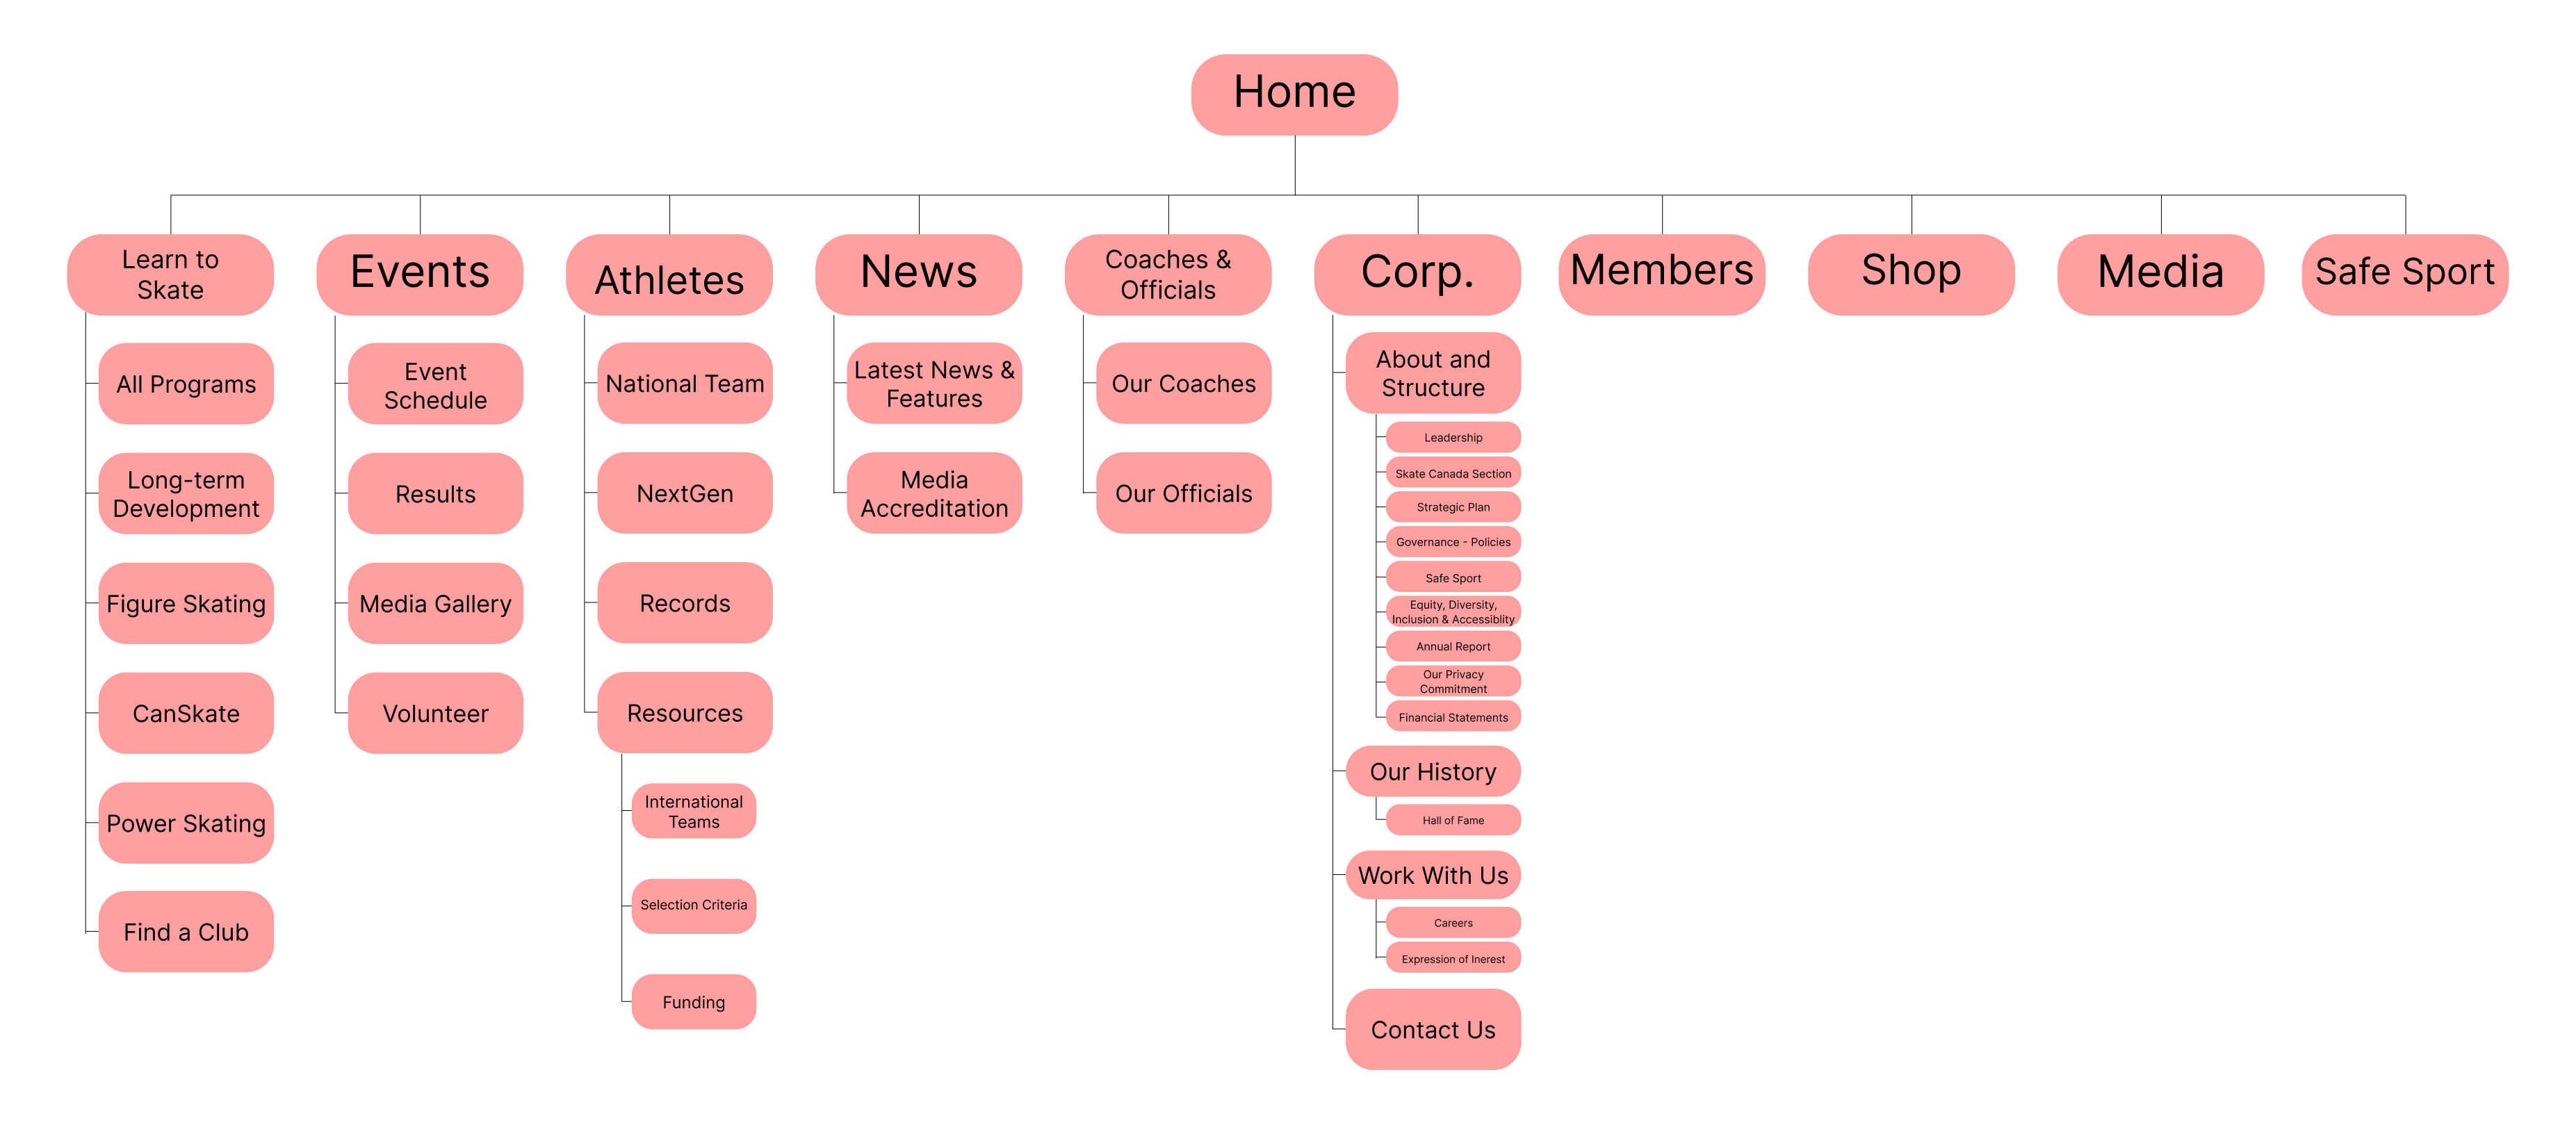 Home
Learn to
Skate
Events
Athletes
News
Coaches &
Officials
Corp.
Members
Shop
Media
Safe Sport
All Programs
Long-term
Development
Figure Skating
CanSkate
Power Skating
Find a Club
Event
Schedule
Results
Media Gallery
Volunteer
National Team
NextGen
Records
Resources
International
Teams
Selection Criteria
Funding
Latest News &
Features
Media
Accreditation
Our Coaches
Our Officials
About and
Structure
Leadership
Skate Canada Section
Strategic Plan
Governance - Policies
Safe Sport
Equity, Diversity,
Inclusion & Accessiblity
Annual Report
Our Privacy
Commitment
Financial Statements
Our History
Hall of Fame
Work With Us
Careers
Expression of Inerest
Contact Us